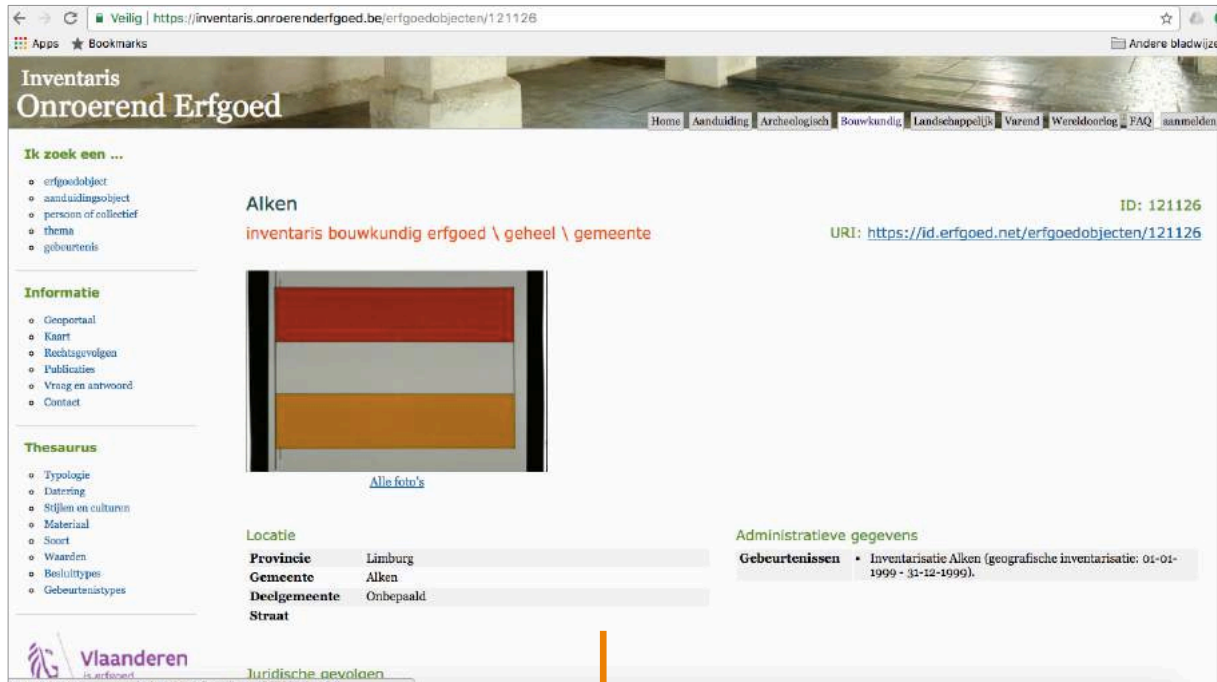 Veilig | https://inventaris.onroerenderfgoed.be/erfgoedobjecten/121126
Apps
Bookmarks
Andere bladwijze
Inventaris
Onroerend Erfgoed
Home Aanduiding Archeologisch Bouwkundig Landschappelijk Varend Wereldoorlog FAQ aanmelden
Ik zoek een ...
erfgoedobject
aanduidingsobject
persoon of collectief
thema
gebeurtenis
Informatie
Geoportaal
Kaart
Rechtsgevolgen
Publicaties
Vraag en antwoord
Contact
Thesaurus
Typologie
Datering
Stijlen en culturen
Materiaal
Soort
Waarden
Besluittypes
Gebeurtenistypes
Vlaanderen
is erfgoed
Alken
ID: 121126
inventaris bouwkundig erfgoed \ geheel \ gemeente
URI: https://id.erfgoed.net/erfgoedobjecten/121126
Alle foto's
Locatie
Provincie Limburg
Gemeente Alken
Deelgemeente Onbepaald
Straat
Administratieve gegevens
Gebeurtenissen • Inventarisatie Alken (geografische inventarisatie: 01-01-
1999 - 31-12-1999).
Juridische gevolgen